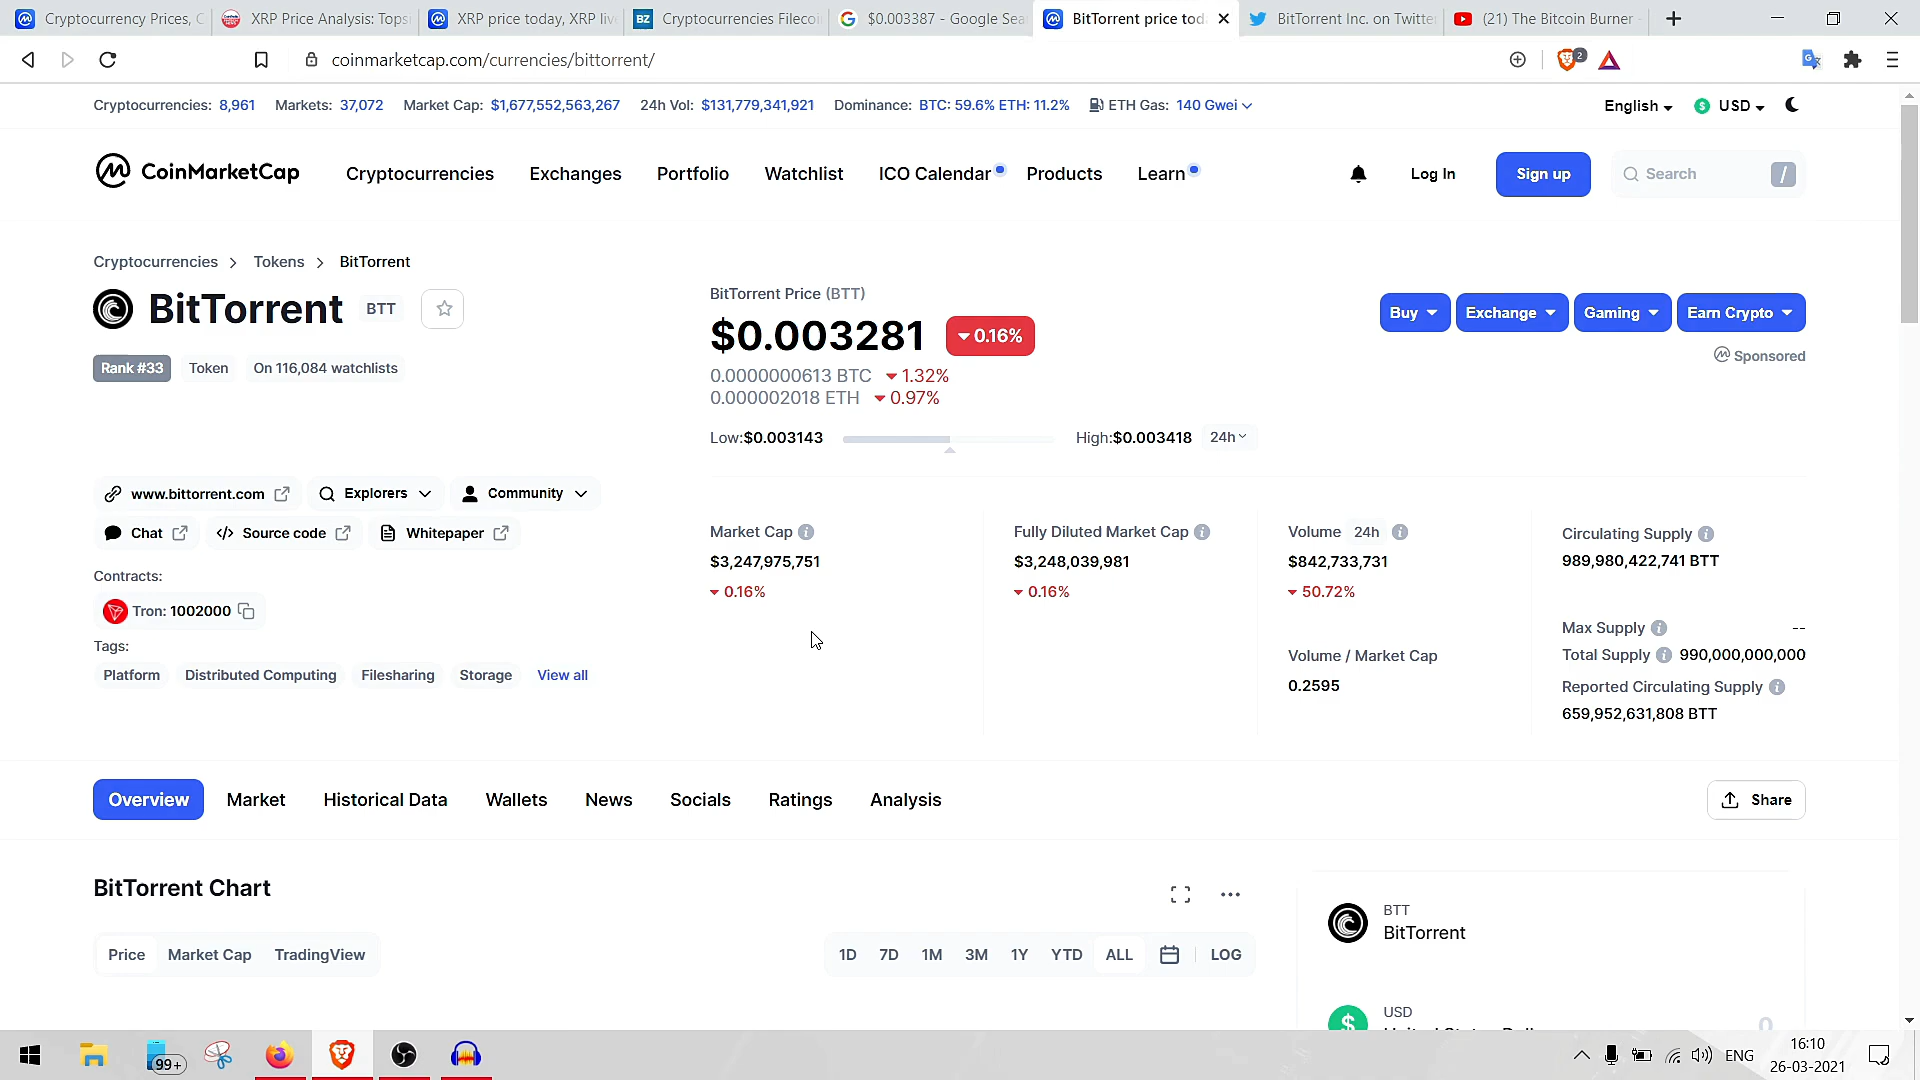 Cryptocurrency Prices, C
XRP Price Analysis: Tops
XRP price today, XRP live
Cryptocurrencies Filecoi
$0.003387 - Google Sea
BitTorrent price tod
BitTorrent Inc. on Twitte
(21) The Bitcoin Burner -
coinmarketcap.com/currencies/bittorrent/
2
Cryptocurrencies: 8,961 Markets: 37,072 Market Cap: $1,677,552,563,267 24h Vol: $131,779,341,921 Dominance: BTC: 59.6% ETH: 11.2% ETH Gas: 140 Gwei
English USD
CoinMarketCap Cryptocurrencies Exchanges Portfolio Watchlist ICO Calendar Products Learn Log In Sign up Search /
Cryptocurrencies > Tokens > BitTorrent
BitTorrent BTT
Rank #33 Token On 116,084 watchlists
BitTorrent Price (BTT)
$0.003281 0.16%
0.0000000613 BTC 1.32%
0.000002018 ETH 0.97%
Low:$0.003143 High:$0.003418 24h
Buy Exchange Gaming Earn Crypto
Sponsored
www.bittorrent.com Explorers Community
Chat Source code Whitepaper
Contracts:
Tron: 1002000
Tags:
Platform Distributed Computing Filesharing Storage View all
Market Cap
$3,247,975,751
0.16%
Fully Diluted Market Cap
$3,248,039,981
0.16%
Volume 24h
$842,733,731
50.72%
Volume / Market Cap
0.2595
Circulating Supply
989,980,422,741 BTT
Max Supply --
Total Supply 990,000,000,000
Reported Circulating Supply
659,952,631,808 BTT
Overview Market Historical Data Wallets News Socials Ratings Analysis Share
BitTorrent Chart
Price Market Cap TradingView
1D 7D 1M 3M 1Y YTD ALL LOG
BTT
BitTorrent
USD
99+
ENG
16:10
26-03-2021